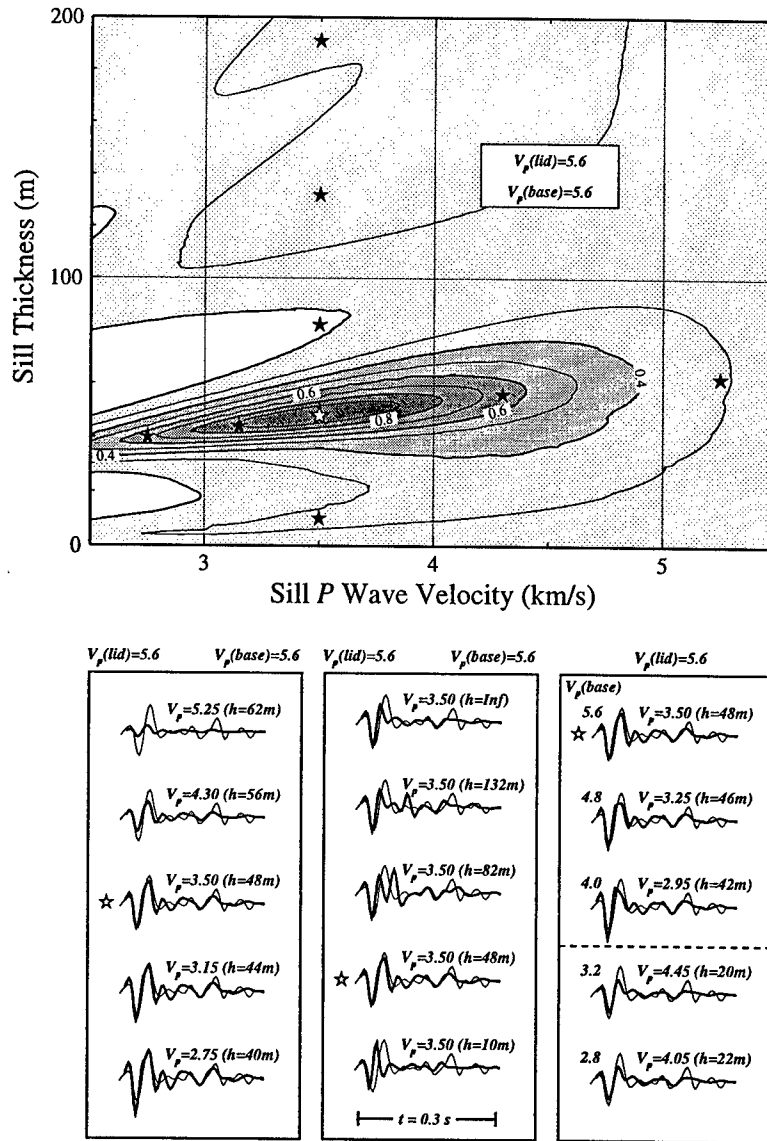 200
100
0
Sill Thickness (m)
V_p(lid)=5.6
V_p(base)=5.6
0.6
0.8
0.6
0.4
0.4
3
4
5
Sill P Wave Velocity (km/s)
V_p(lid)=5.6 V_p(base)=5.6
V_p=5.25 (h=62m)
V_p=4.30 (h=56m)
V_p=3.50 (h=48m)
V_p=3.15 (h=44m)
V_p=2.75 (h=40m)
V_p(lid)=5.6 V_p(base)=5.6
V_p=3.50 (h=Inf)
V_p=3.50 (h=132m)
V_p=3.50 (h=82m)
V_p=3.50 (h=48m)
V_p=3.50 (h=10m)
t = 0.3 s
V_p(lid)=5.6
V_p(base)
5.6 V_p=3.50 (h=48m)
4.8 V_p=3.25 (h=46m)
4.0 V_p=2.95 (h=42m)
3.2 V_p=4.45 (h=20m)
2.8 V_p=4.05 (h=22m)